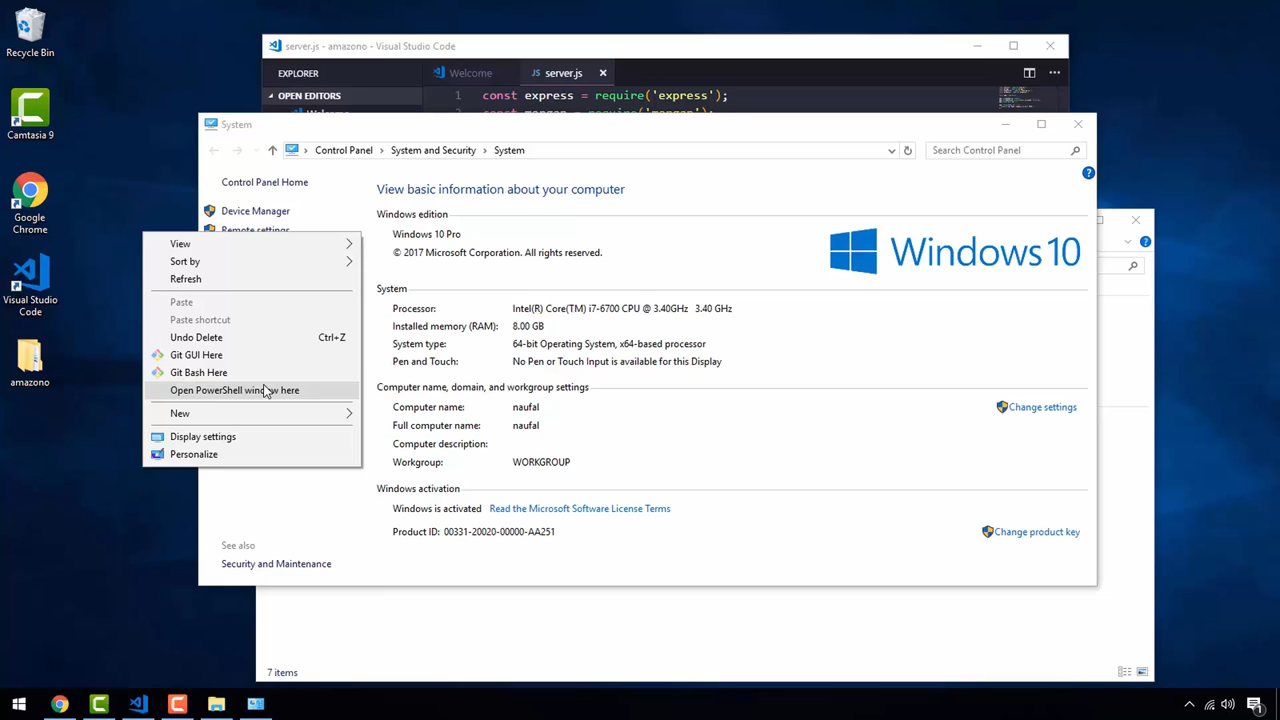 Recycle Bin
Camtasia 9
Google
Chrome
Visual Studio
Code
amazono
server.js - amazono - Visual Studio Code
EXPLORER
Welcome
JS server.js
OPEN EDITORS
1 const express = require('express');
System
Control Panel > System and Security > System
Search Control Panel
Control Panel Home
Device Manager
Remote settings
View basic information about your computer
Windows edition
Windows 10 Pro
© 2017 Microsoft Corporation. All rights reserved.
Windows 10
System
Processor: Intel(R) Core(TM) i7-6700 CPU @ 3.40GHz 3.40 GHz
Installed memory (RAM): 8.00 GB
System type: 64-bit Operating System, x64-based processor
Pen and Touch: No Pen or Touch Input is available for this Display
Computer name, domain, and workgroup settings
Computer name: naufal
Change settings
Full computer name: naufal
Computer description:
Workgroup: WORKGROUP
Windows activation
Windows is activated Read the Microsoft Software License Terms
Product ID: 00331-20020-00000-AA251
Change product key
See also
Security and Maintenance
View
Sort by
Refresh
Paste
Paste shortcut
Undo Delete Ctrl+Z
Git GUI Here
Git Bash Here
Open PowerShell window here
New
Display settings
Personalize
7 items
1